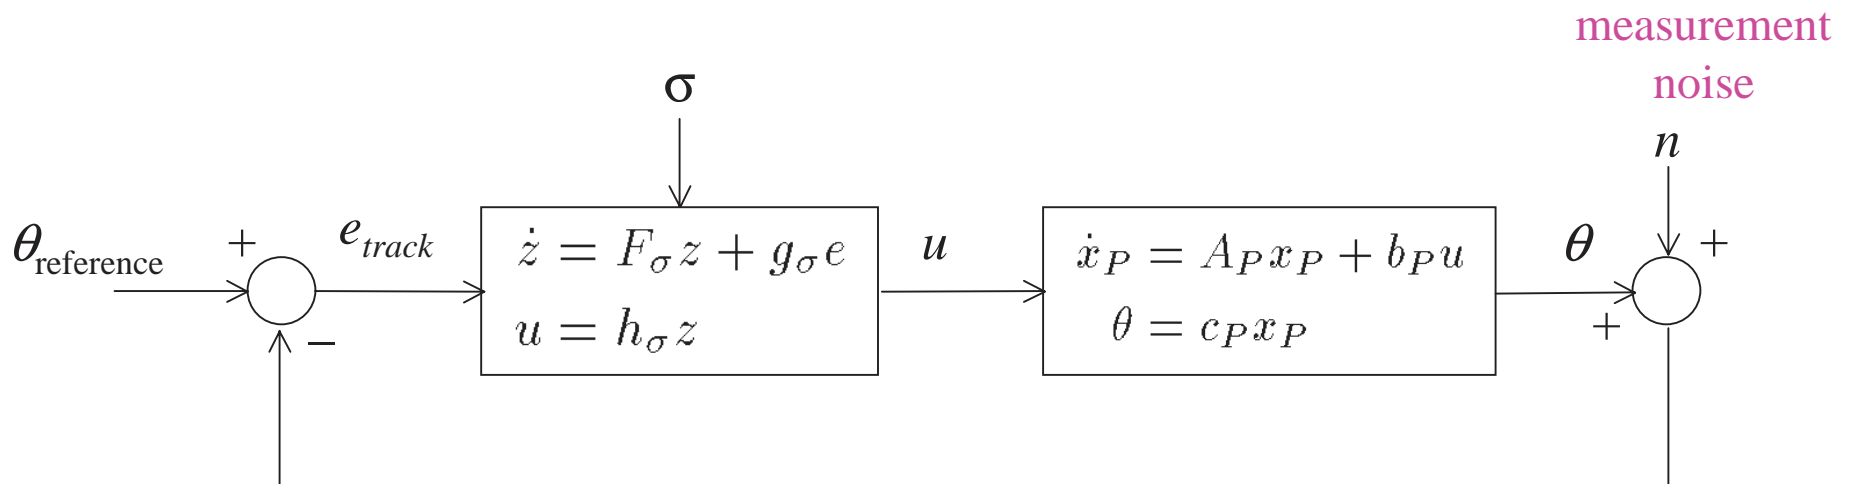 measurement
noise
n
σ
θreference
+
−
etrack
ż = Fσz + gσe
u = hσz
u
ẋP = APxP + bPu
θ = cPxP
θ
+
+